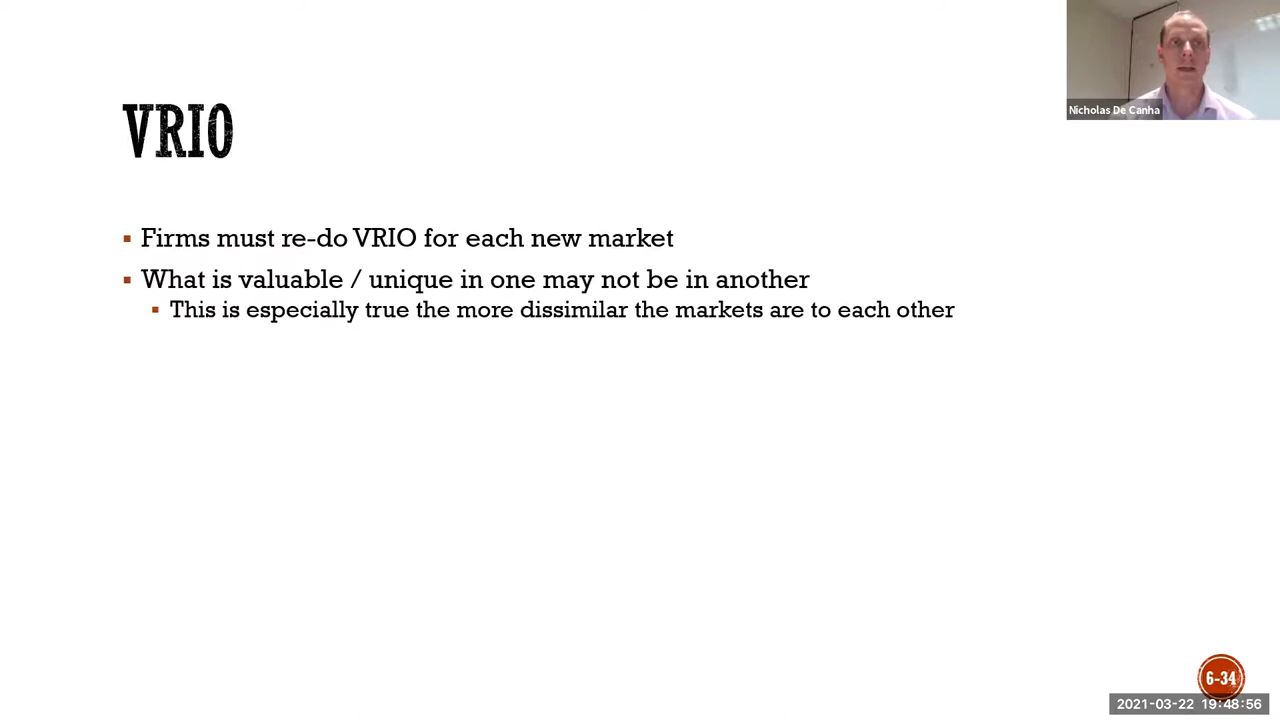 Nicholas De Canha
VRIO
Firms must re-do VRIO for each new market
What is valuable / unique in one may not be in another
This is especially true the more dissimilar the markets are to each other
6-34
2021-03-22 19:48:56